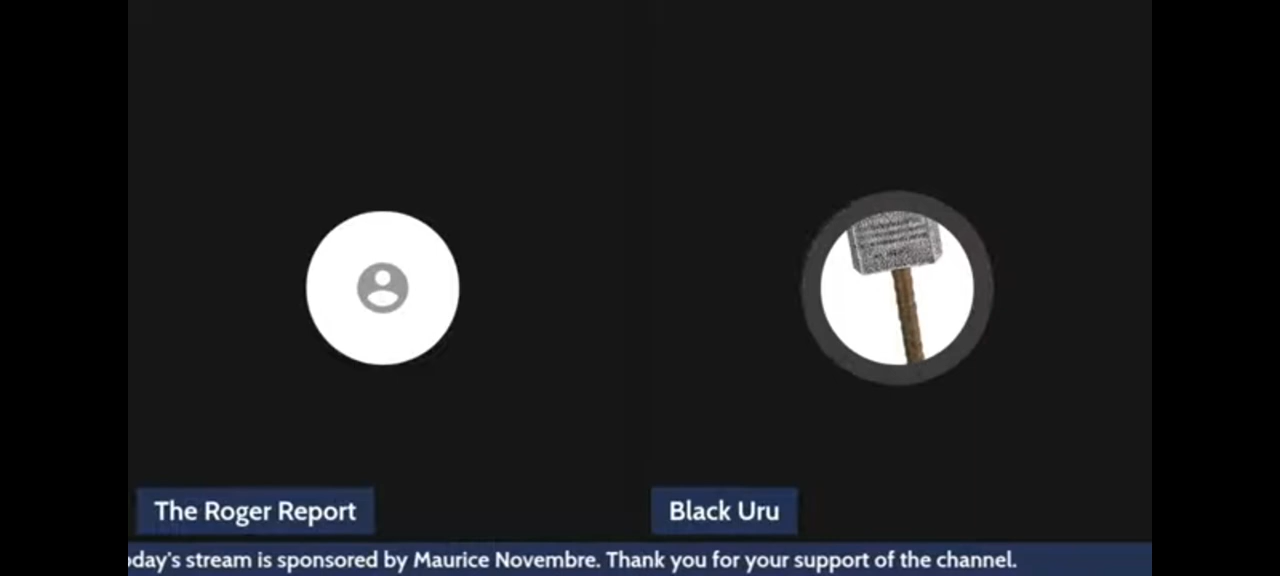 The Roger Report
Black Uru
oday's stream is sponsored by Maurice Novembre. Thank you for your support of the channel.